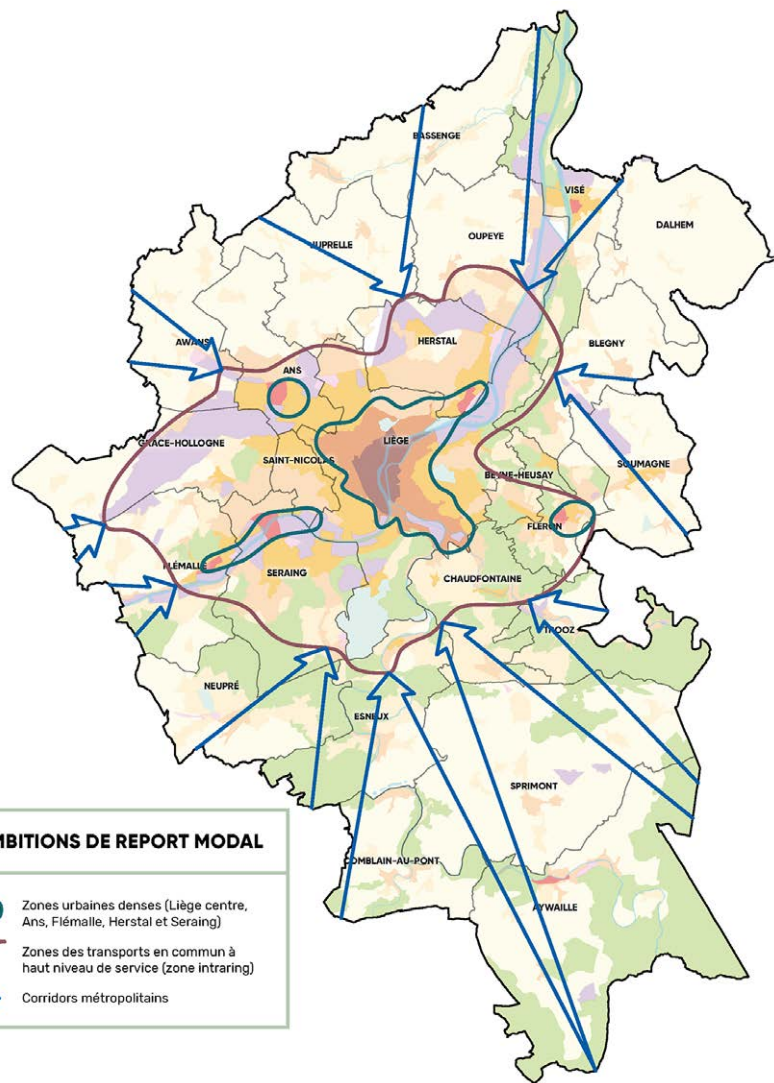 BASSENGE
VISÉ
DALHEM
OUPEYE
JUPRELLE
HERSTAL
AWANS
BLEGNY
ANS
LIÈGE
GRÂCE-HOLLOGNE
SAINT-NICOLAS
SOUMAGNE
BEYNE-HEUSAY
FLÉRON
FLÉMALLE
SERAING
CHAUDFONTAINE
TROOZ
NEUPRÉ
ESNEUX
SPRIMONT
COMBLAIN-AU-PONT
AYWAILLE
MBITIONS DE REPORT MODAL
Zones urbaines denses (Liège centre,
Ans, Flémalle, Herstal et Seraing)
Zones des transports en commun à
haut niveau de service (zone intraring)
Corridors métropolitains